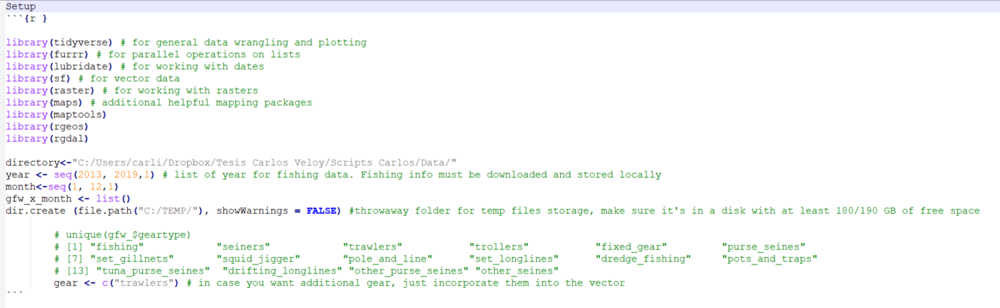 Setup
```{r }
library(tidyverse) # for general data wrangling and plotting
library(furrr) # for parallel operations on lists
library(lubridate) # for working with dates
library(sf) # for vector data
library(raster) # for working with rasters
library(maps) # additional helpful mapping packages
library(maptools)
library(rgeos)
library(rgdal)
directory<-"C:/Users/carli/Dropbox/Tesis Carlos Veloy/Scripts Carlos/Data/"
year <- seq(2013, 2019,1) # list of year for fishing data. Fishing info must be downloaded and stored locally
month<-seq(1, 12,1)
gfw_x_month <- list()
dir.create (file.path("C:/TEMP/"), showWarnings = FALSE) #throwaway folder for temp files storage, make sure it's in a disk with at least 180/190 GB of free space
# unique(gfw_$geartype)
# [1] "fishing" "seiners" "trawlers" "trollers" "fixed_gear" "purse_seines"
# [7] "set_gillnets" "squid_jigger" "pole_and_line" "set_longlines" "dredge_fishing" "pots_and_traps"
# [13] "tuna_purse_seines" "drifting_longlines" "other_purse_seines" "other_seines"
gear <- c("trawlers") # in case you want additional gear, just incorporate them into the vector
```